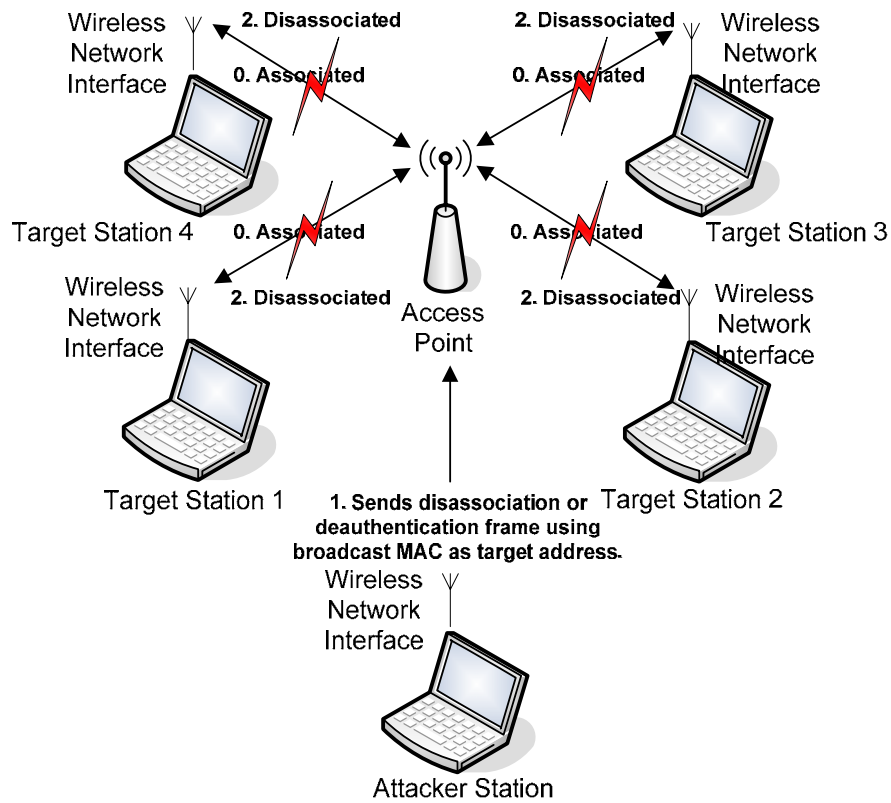 Wireless
Network
Interface
2. Disassociated
0. Associated
2. Disassociated
0. Associated
Wireless
Network
Interface
Target Station 4
Target Station 3
0. Associated
2. Disassociated
0. Associated
2. Disassociated
Wireless
Network
Interface
Access
Point
Wireless
Network
Interface
Target Station 1
Target Station 2
1. Sends disassociation or
deauthentication frame using
broadcast MAC as target address.
Wireless
Network
Interface
Attacker Station